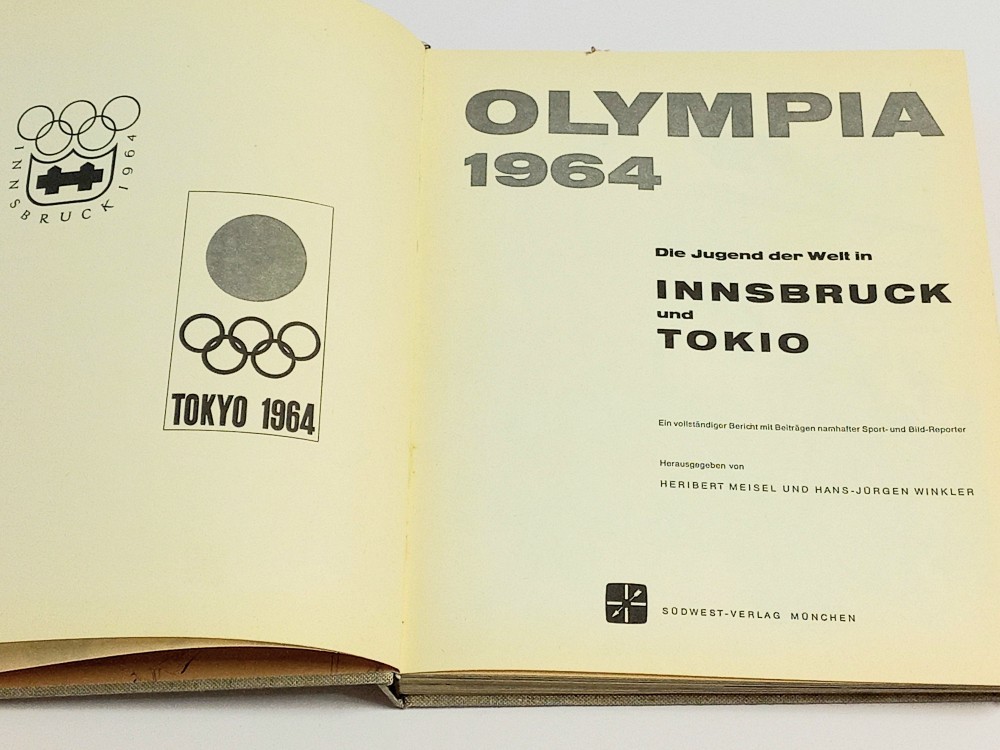 INNSBRUCK 1964
TOKYO 1964
OLYMPIA
1964
Die Jugend der Welt in
INNSBRUCK
und
TOKIO
Ein vollständiger Bericht mit Beiträgen namhafter Sport- und Bild-Reporter
Herausgegeben von
HERIBERT MEISEL UND HANS-JÜRGEN WINKLER
SÜDWEST-VERLAG MÜNCHEN